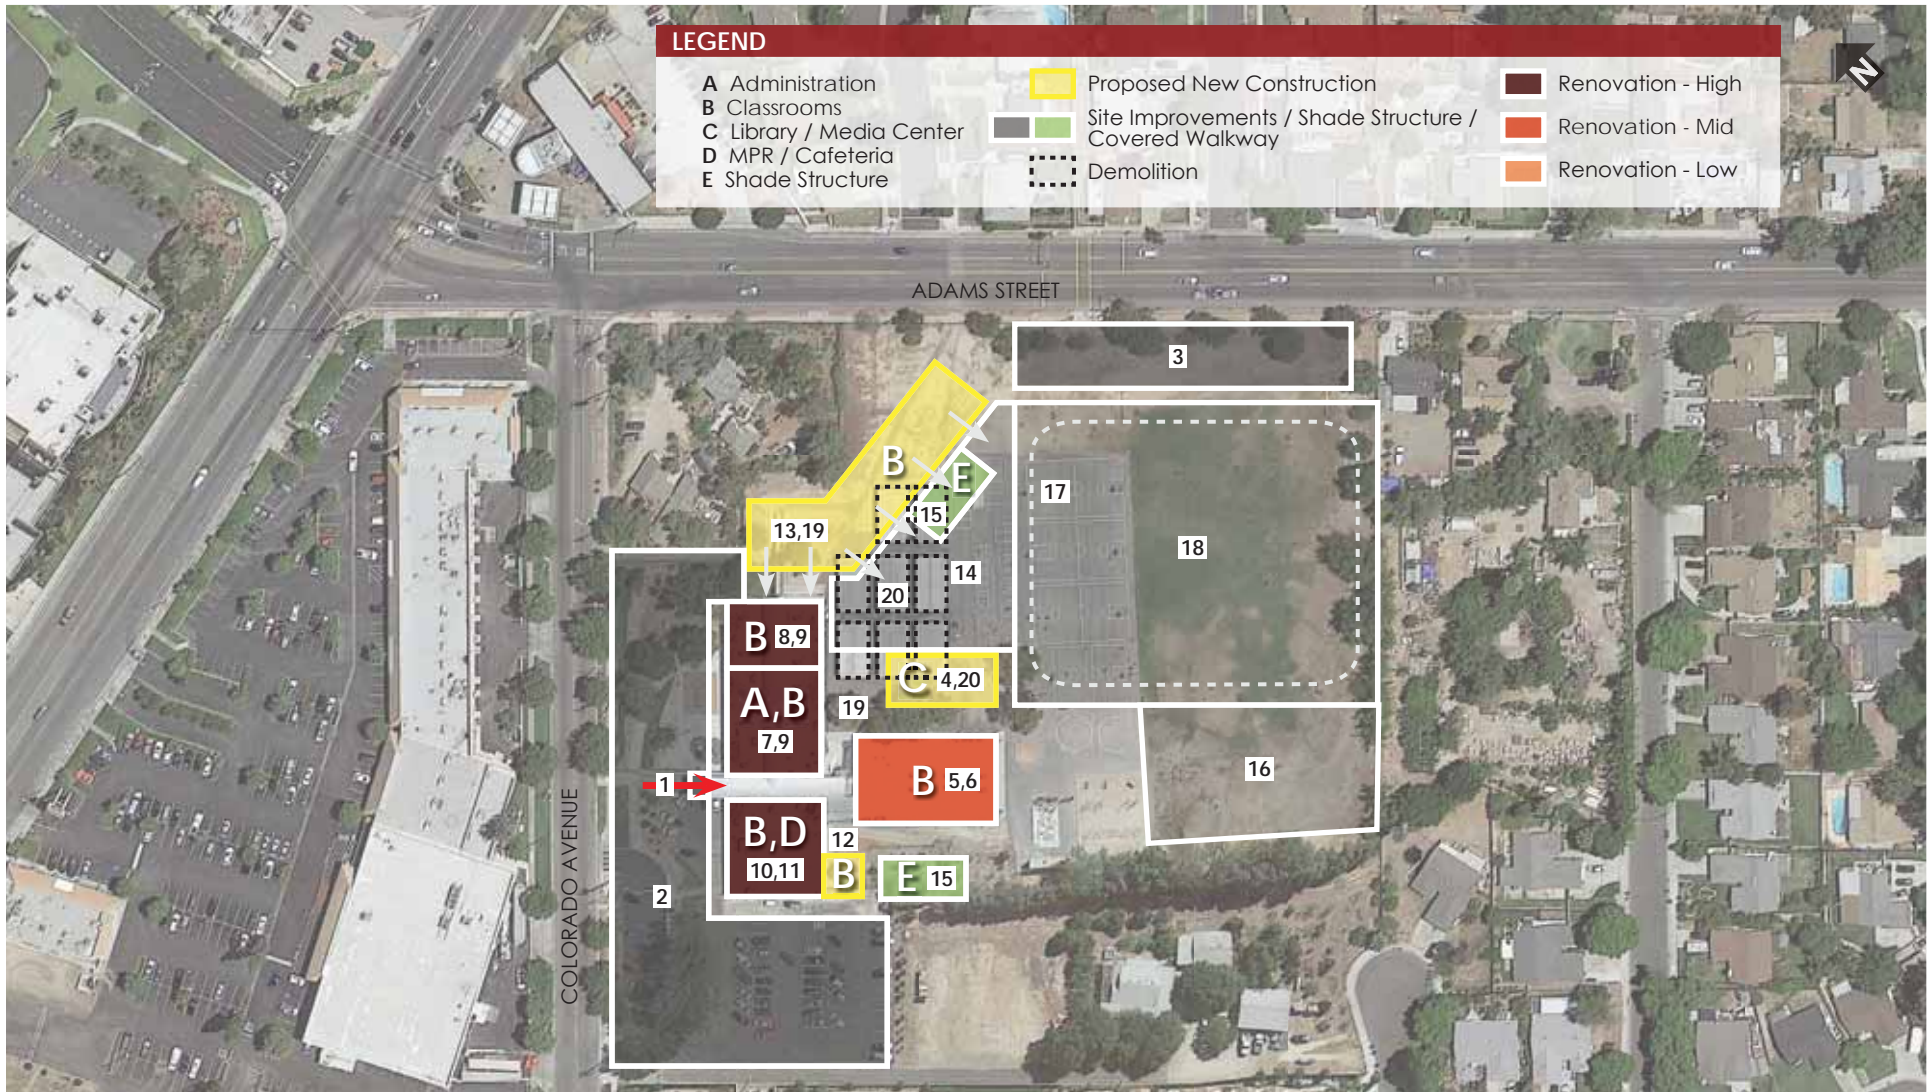 LEGEND
A Administration
B Classrooms
C Library / Media Center
D MPR / Cafeteria
E Shade Structure
Proposed New Construction
Site Improvements / Shade Structure /
Covered Walkway
Demolition
Renovation - High
Renovation - Mid
Renovation - Low
N
ADAMS STREET
3
B
E
17
15
13,19
18
14
20
B 8,9
C 4,20
A,B
7,9
19
16
1
B 5,6
B,D
10,11
12
B
E 15
2
COLORADO AVENUE